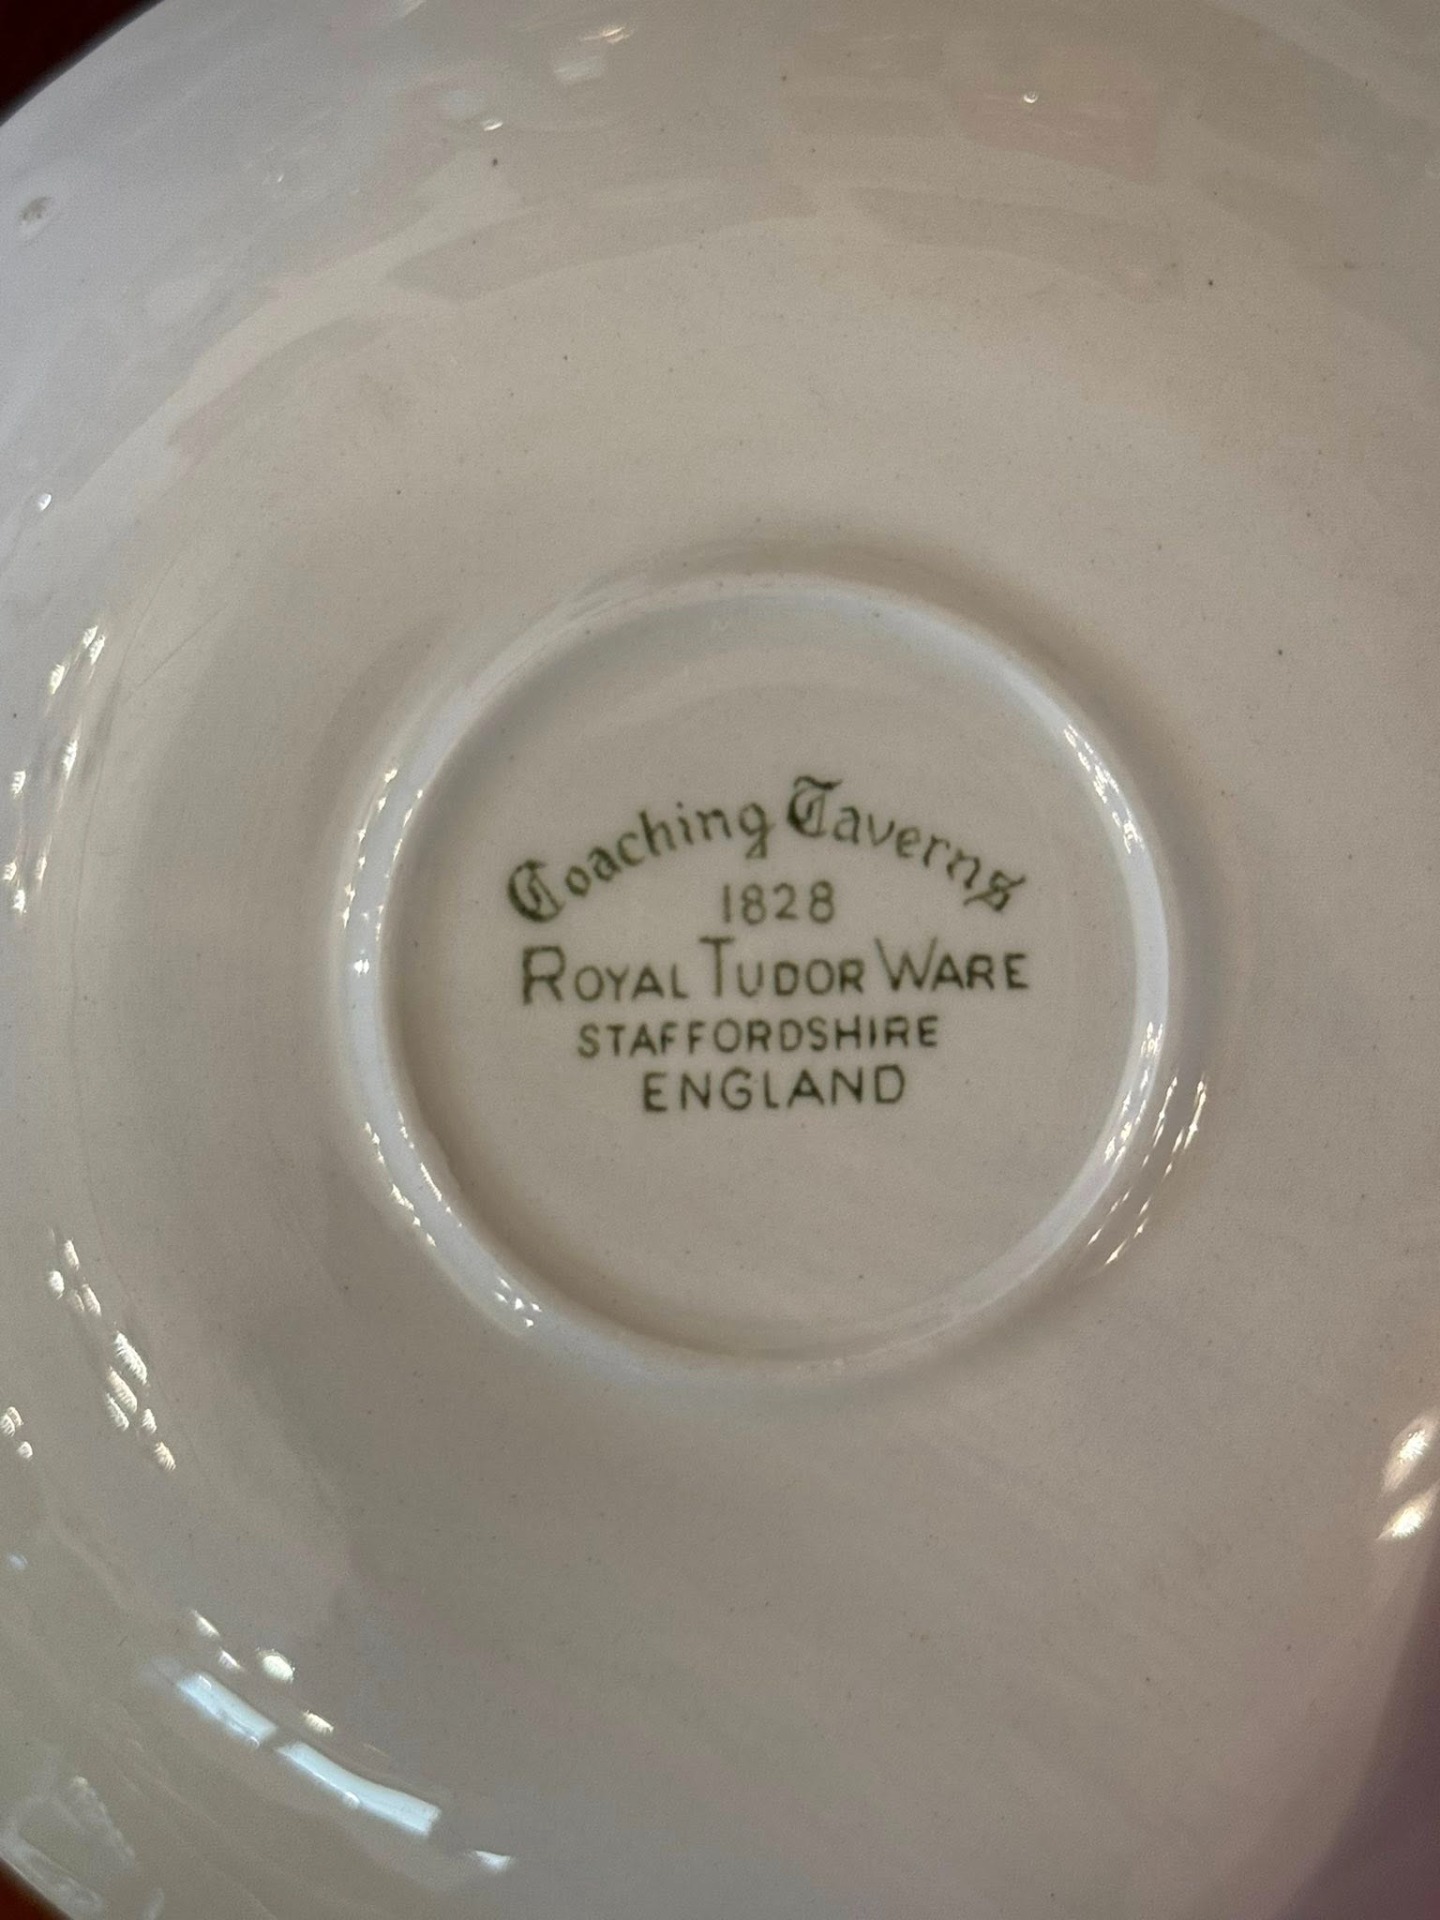 Coaching Taverns
1828
ROYAL TUDOR WARE
STAFFORDSHIRE
ENGLAND